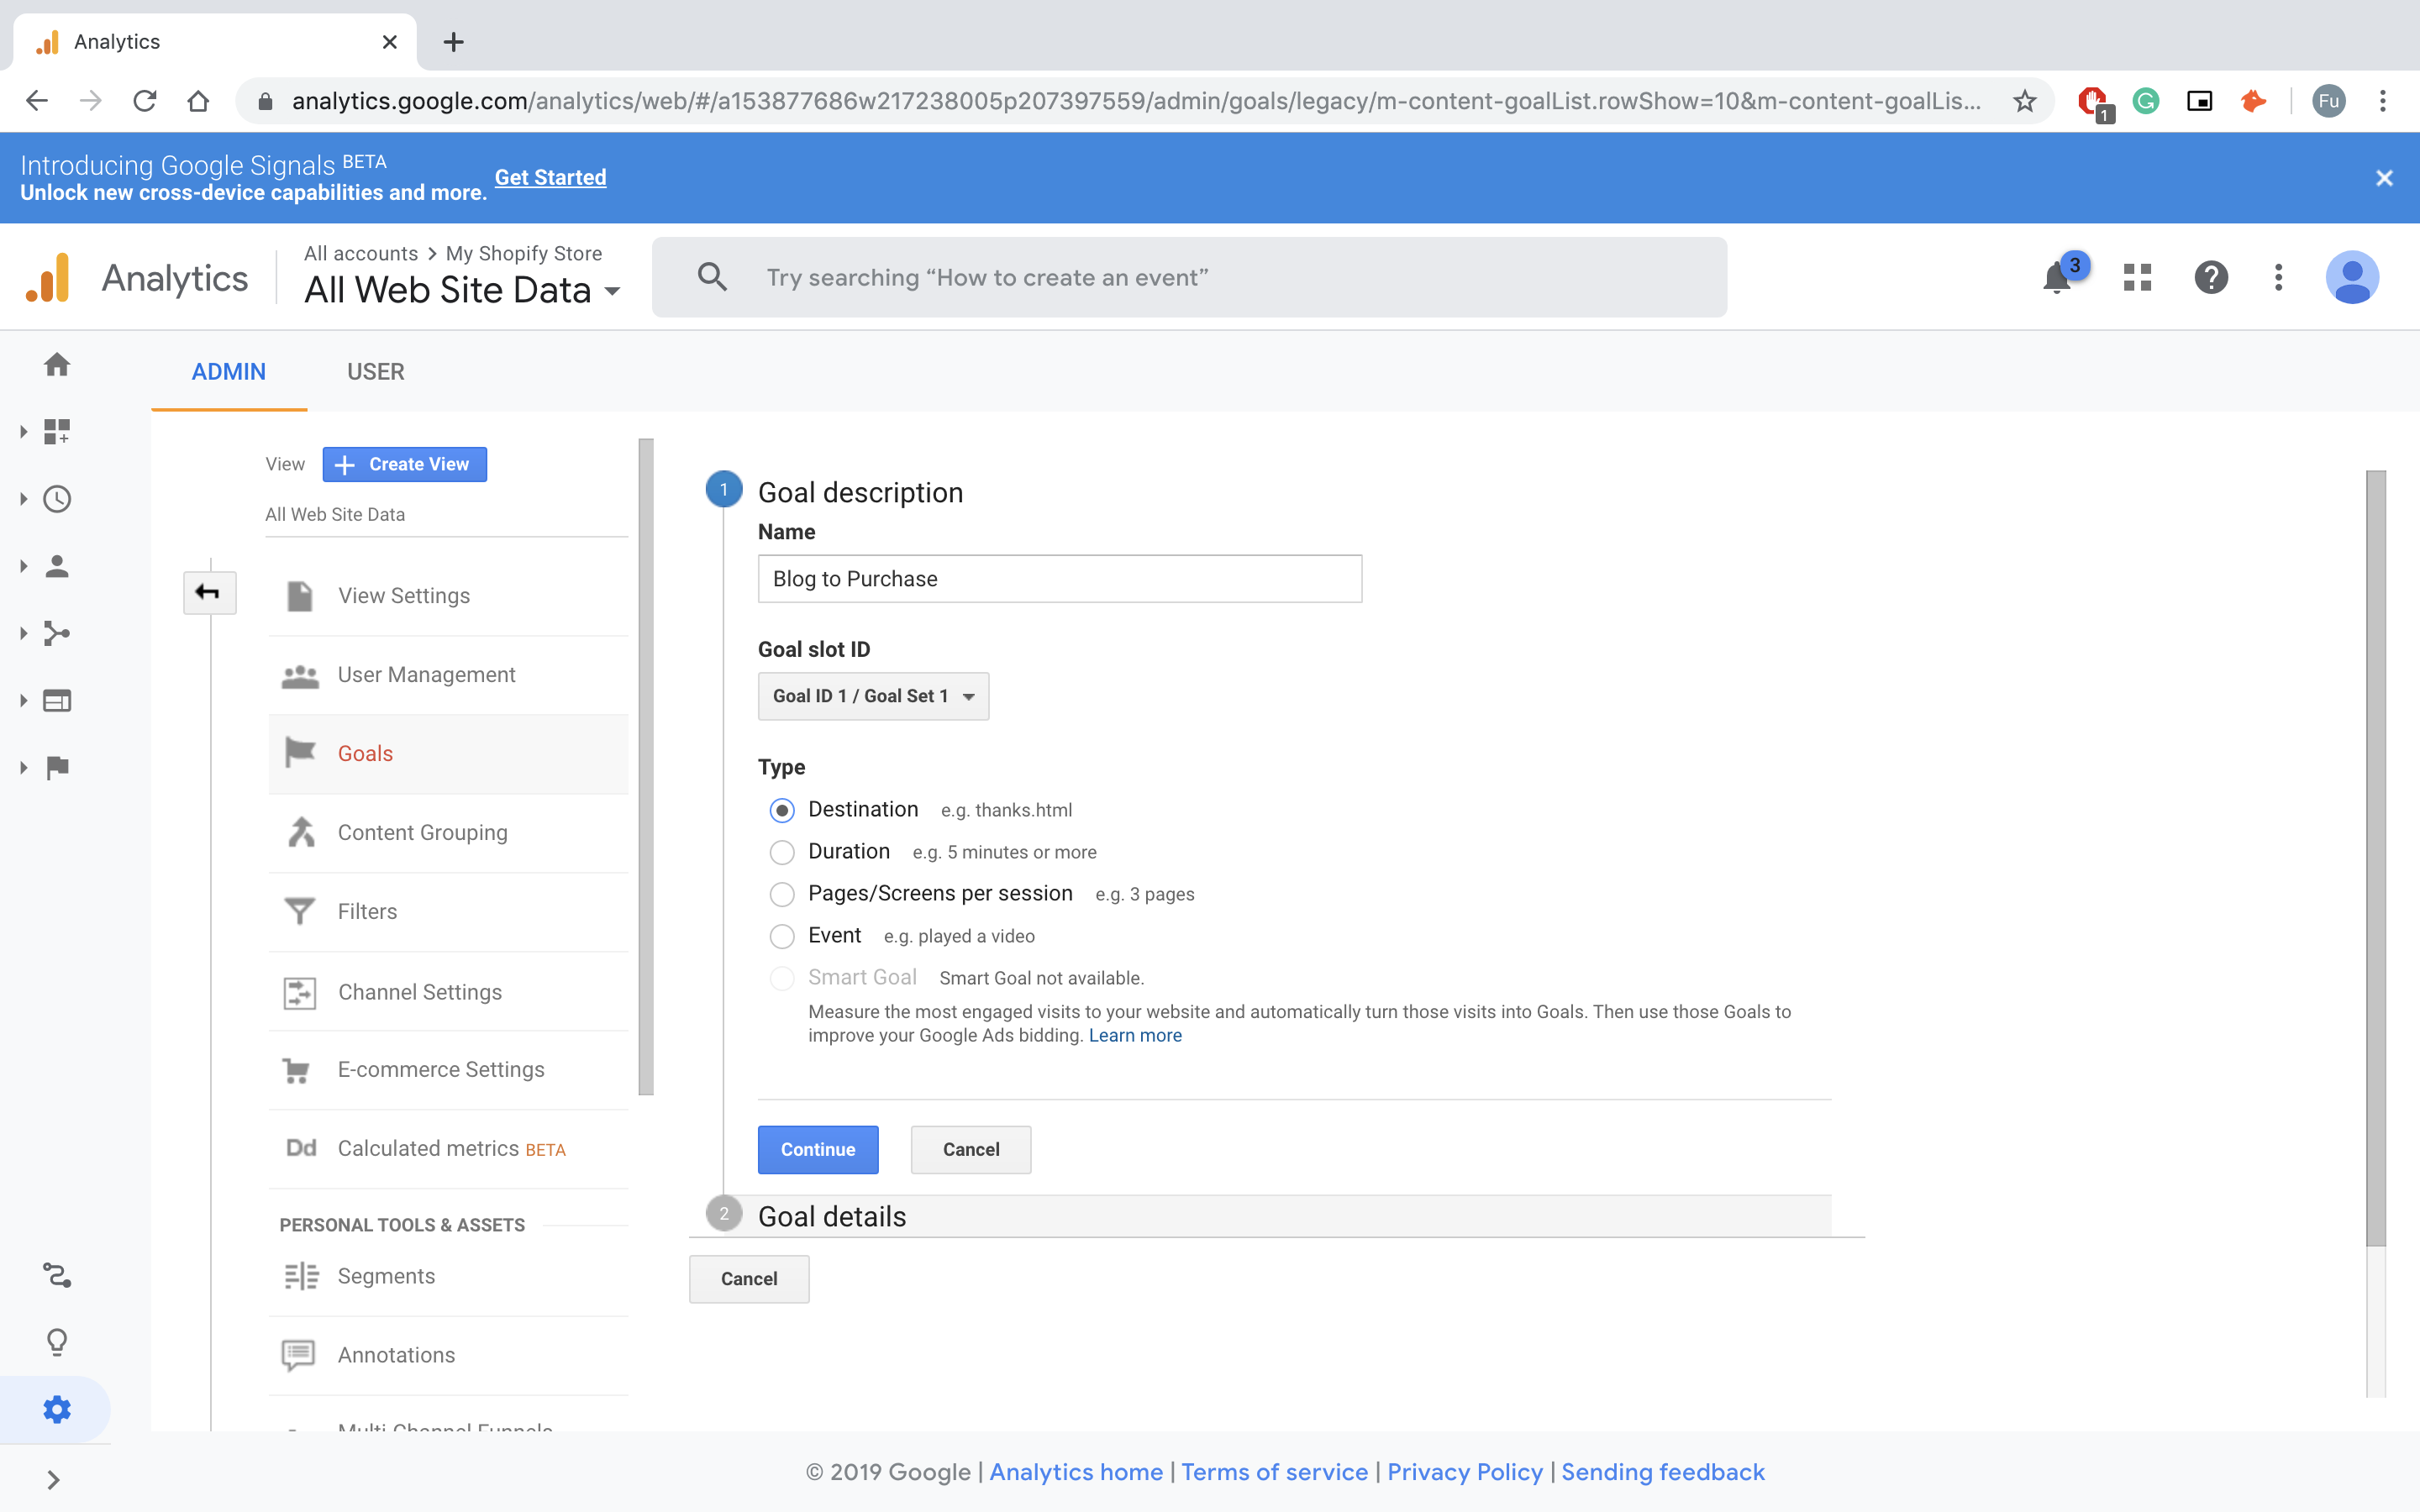 Analytics
analytics.google.com/analytics/web/#/a153877686w217238005p207397559/admin/goals/legacy/m-content-goalList.rowShow=10&m-content-goalLis...
1
Fu
Introducing Google Signals BETA
Unlock new cross-device capabilities and more.
Get Started
Analytics
All accounts > My Shopify Store
All Web Site Data
Try searching “How to create an event”
3
ADMIN
USER
View
Create View
All Web Site Data
View Settings
User Management
Goals
Content Grouping
Filters
Channel Settings
E-commerce Settings
Dd Calculated metrics BETA
PERSONAL TOOLS & ASSETS
Segments
Annotations
Multi Channel Funnels
1 Goal description
Name
Blog to Purchase
Goal slot ID
Goal ID 1 / Goal Set 1
Type
Destination e.g. thanks.html
Duration e.g. 5 minutes or more
Pages/Screens per session e.g. 3 pages
Event e.g. played a video
Smart Goal Smart Goal not available.
Measure the most engaged visits to your website and automatically turn those visits into Goals. Then use those Goals to
improve your Google Ads bidding. Learn more
Continue
Cancel
2 Goal details
Cancel
© 2019 Google | Analytics home | Terms of service | Privacy Policy | Sending feedback